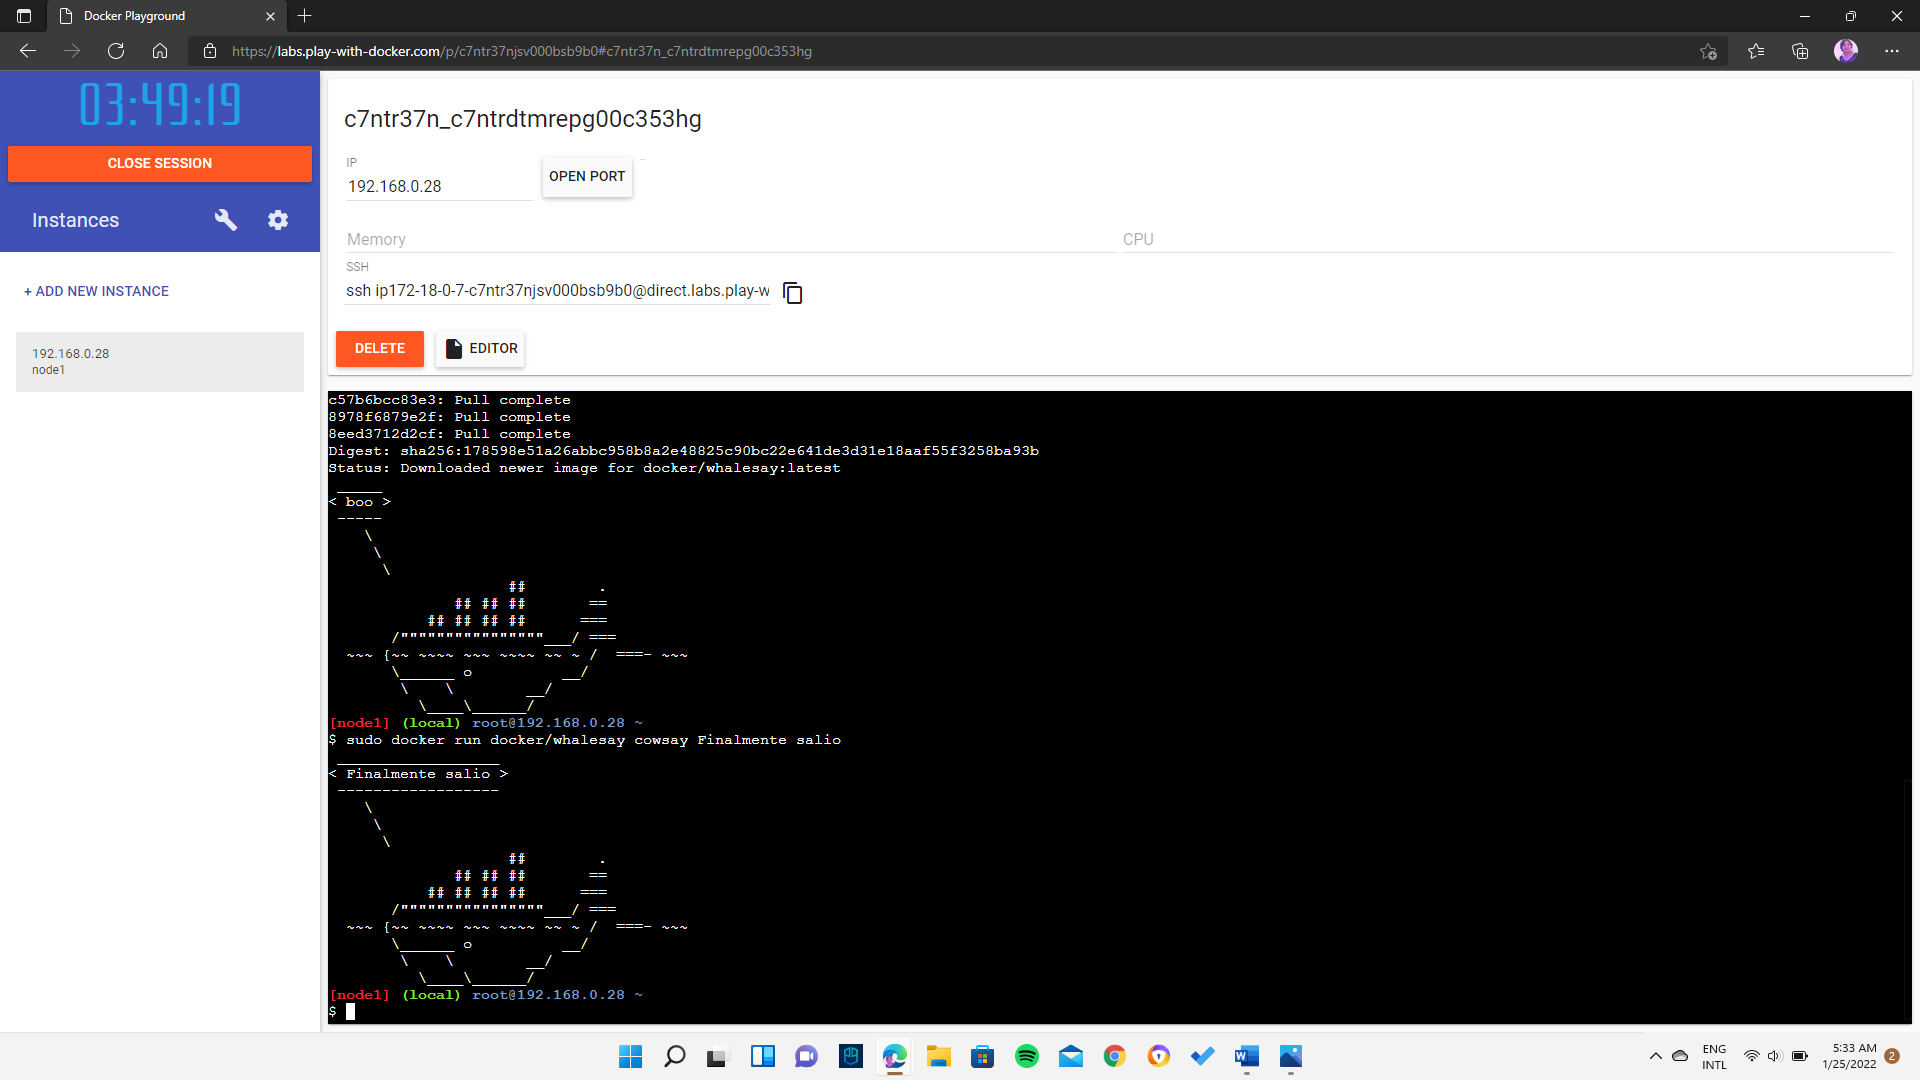 Docker Playground
https://labs.play-with-docker.com/p/c7ntr37njsv000bsb9b0#c7ntr37n_c7ntrdtmrepg00c353hg
03:49:19
CLOSE SESSION
Instances
+ ADD NEW INSTANCE
192.168.0.28
node1
c7ntr37n_c7ntrdtmrepg00c353hg
IP
192.168.0.28
OPEN PORT
Memory
CPU
SSH
ssh ip172-18-0-7-c7ntr37njsv000bsb9b0@direct.labs.play-w
DELETE
EDITOR
c57b6bcc83e3: Pull complete
8978f6879e2f: Pull complete
8eed3712d2cf: Pull complete
Digest: sha256:178598e51a26abbc958b8a2e48825c90bc22e641de3d31e18aaf55f3258ba93b
Status: Downloaded newer image for docker/whalesay:latest
 _____
< boo >
 -----
    \
     \
      \
                    ##        .
              ## ## ##       ==
           ## ## ## ##      ===
       /""""""""""""""""___/ ===
  ~~~ {~~ ~~~~ ~~~ ~~~~ ~~ ~ /  ===- ~~~
       \______ o          __/
        \    \        __/
          \____\______/
[node1] (local) root@192.168.0.28 ~
$ sudo docker run docker/whalesay cowsay Finalmente salio
 __________________
< Finalmente salio >
 ------------------
    \
     \
      \
                    ##        .
              ## ## ##       ==
           ## ## ## ##      ===
       /""""""""""""""""___/ ===
  ~~~ {~~ ~~~~ ~~~ ~~~~ ~~ ~ /  ===- ~~~
       \______ o          __/
        \    \        __/
          \____\______/
[node1] (local) root@192.168.0.28 ~
$
ENG
INTL
5:33 AM
1/25/2022
2